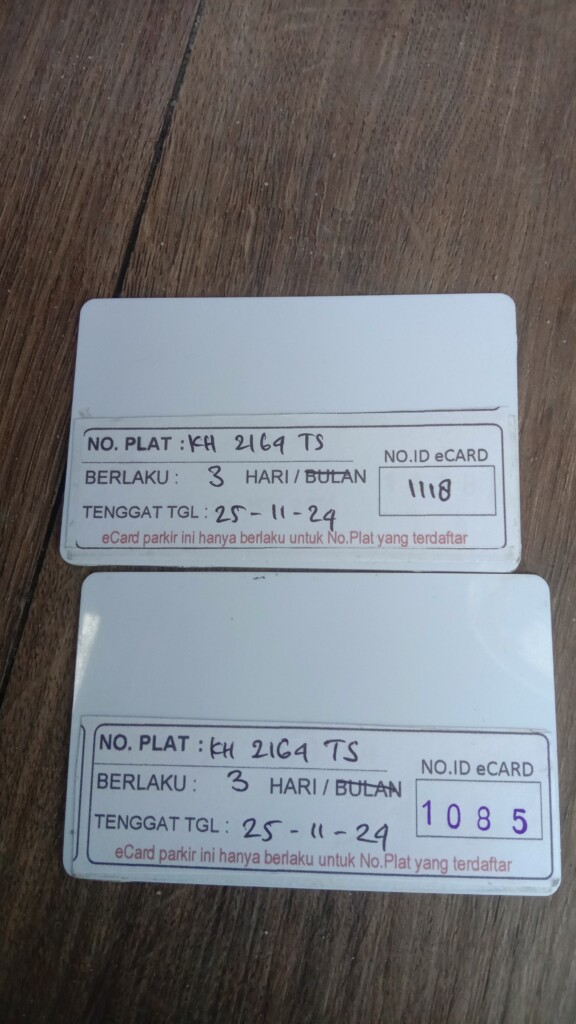 NO. PLAT : KH 2164 TS
NO.ID eCARD
BERLAKU : 3 HARI / BULAN
1118
TENGGAT TGL : 25 - 11 - 24
eCard parkir ini hanya berlaku untuk No.Plat yang terdaftar
NO. PLAT : KH 2164 TS
NO.ID eCARD
BERLAKU : 3 HARI / BULAN
1085
TENGGAT TGL : 25 - 11 - 24
eCard parkir ini hanya berlaku untuk No.Plat yang terdaftar